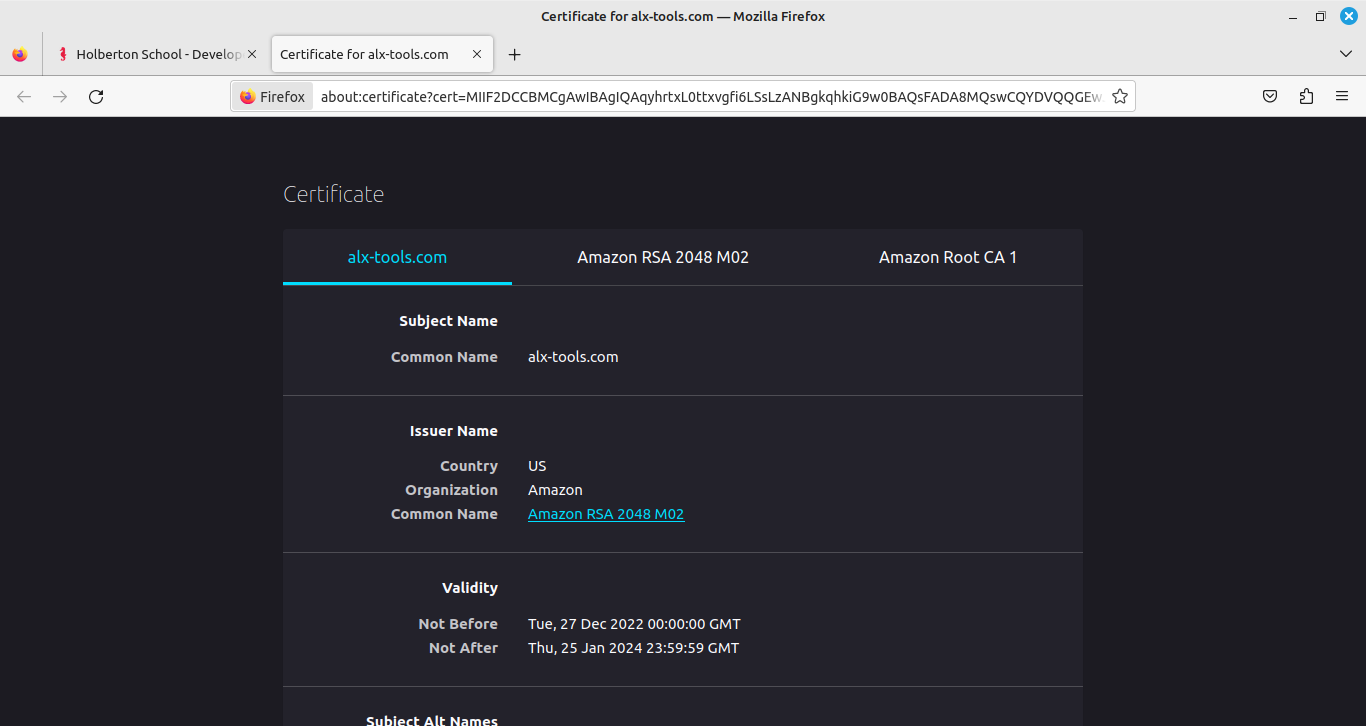 Certificate for alx-tools.com — Mozilla Firefox
Holberton School - Develop
Certificate for alx-tools.com
Firefox
about:certificate?cert=MIIF2DCCBMCgAwIBAgIQAqyhrtxL0ttxvgfi6LSsLzANBgkqhkiG9w0BAQsFADA8MQswCQYDVQQGEw
Certificate
alx-tools.com
Amazon RSA 2048 M02
Amazon Root CA 1
Subject Name
Common Name alx-tools.com
Issuer Name
Country US
Organization Amazon
Common Name Amazon RSA 2048 M02
Validity
Not Before Tue, 27 Dec 2022 00:00:00 GMT
Not After Thu, 25 Jan 2024 23:59:59 GMT
Subject Alt Names